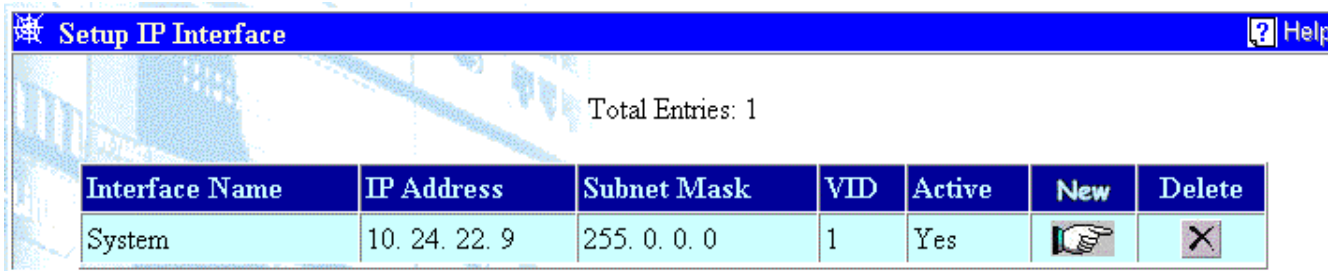 Setup IP Interface ? Help
Total Entries: 1
Interface Name IP Address Subnet Mask VID Active New Delete
System 10. 24. 22. 9 255. 0. 0. 0 1 Yes